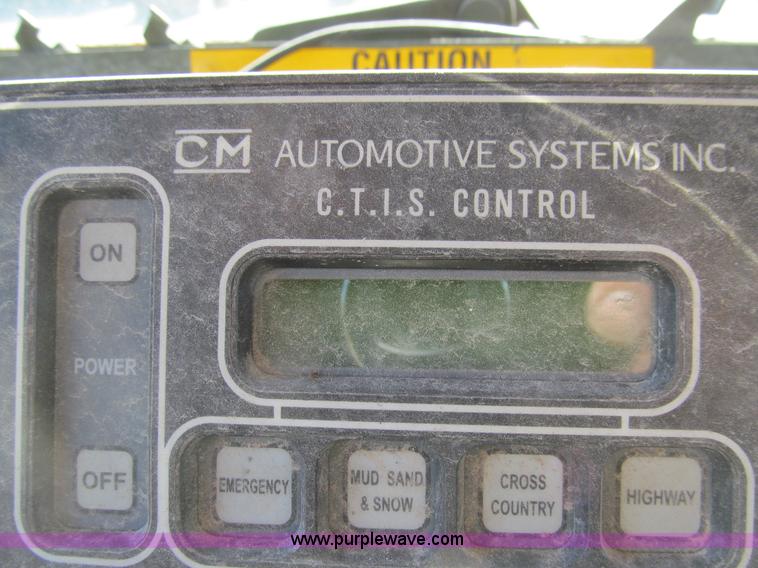 CAUTION
CM AUTOMOTIVE SYSTEMS INC.
C.T.I.S. CONTROL
ON
POWER
OFF
EMERGENCY
MUD SAND
& SNOW
CROSS
COUNTRY
HIGHWAY
www.purplewave.com